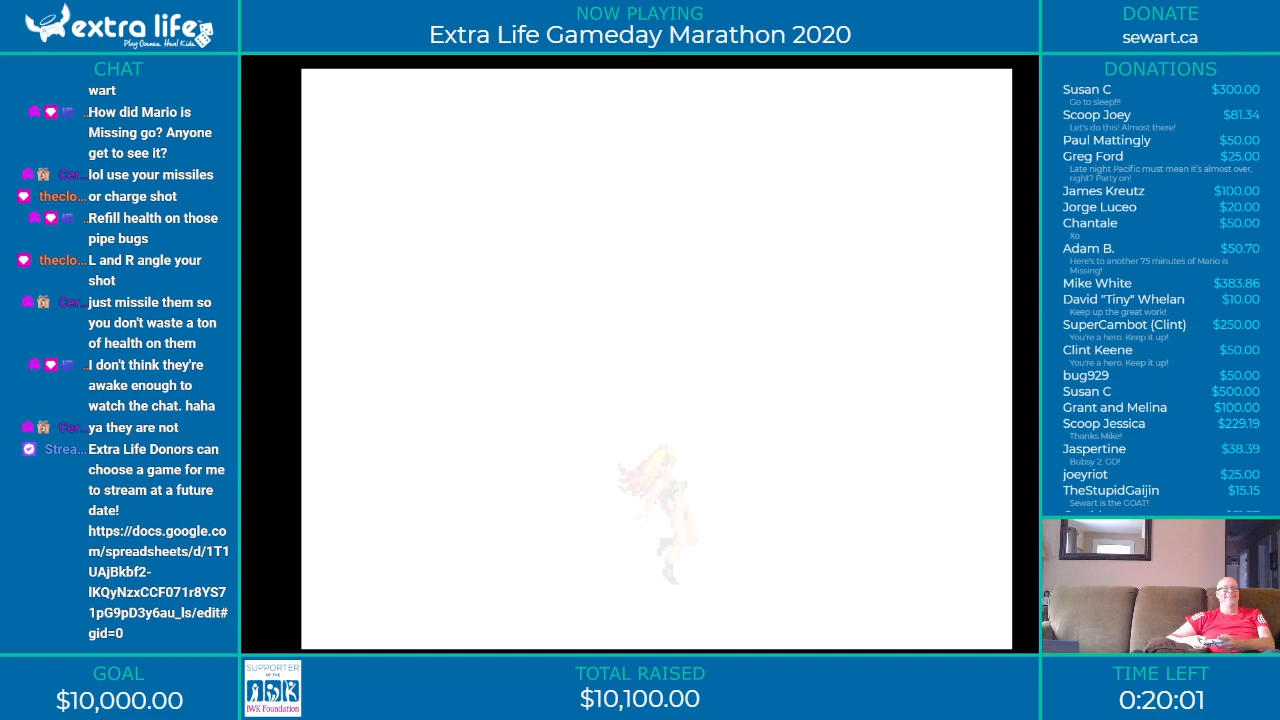 extra life
Play Games. Heal Kids.
NOW PLAYING
Extra Life Gameday Marathon 2020
DONATE
sewart.ca
CHAT
wart
How did Mario is
Missing go? Anyone
get to see it?
lol use your missiles
theclo... or charge shot
Refill health on those
pipe bugs
theclo... L and R angle your
shot
just missile them so
you don't waste a ton
of health on them
I don't think they're
awake enough to
watch the chat. haha
ya they are not
Strea... Extra Life Donors can
choose a game for me
to stream at a future
date!
https://docs.google.co
m/spreadsheets/d/1T1
UAjBkbf2-
lKQyNzxCCF071r8YS7
1pG9pD3y6au_ls/edit#
gid=0
DONATIONS
Susan C $300.00
Go to sleep!!!
Scoop Joey $81.34
Let's do this! Almost there!
Paul Mattingly $50.00
Greg Ford $25.00
Late night Pacific must mean it's almost over,
right? Party on!
James Kreutz $100.00
Jorge Luceo $20.00
Chantale $50.00
Xo
Adam B. $50.70
Here's to another 75 minutes of Mario is
Missing!
Mike White $383.86
David "Tiny" Whelan $10.00
Keep up the great work!
SuperCambot (Clint) $250.00
You're a hero. Keep it up!
Clint Keene $50.00
You're a hero. Keep it up!
bug929 $50.00
Susan C $500.00
Grant and Melina $100.00
Scoop Jessica $229.19
Thanks Mike!
Jaspertine $38.39
Bubsy 2: GO!
joeyriot $25.00
TheStupidGaijin $15.15
Sewart is the GOAT!
GOAL
$10,000.00
SUPPORTER
OF THE
IWK
IWK Foundation
TOTAL RAISED
$10,100.00
TIME LEFT
0:20:01